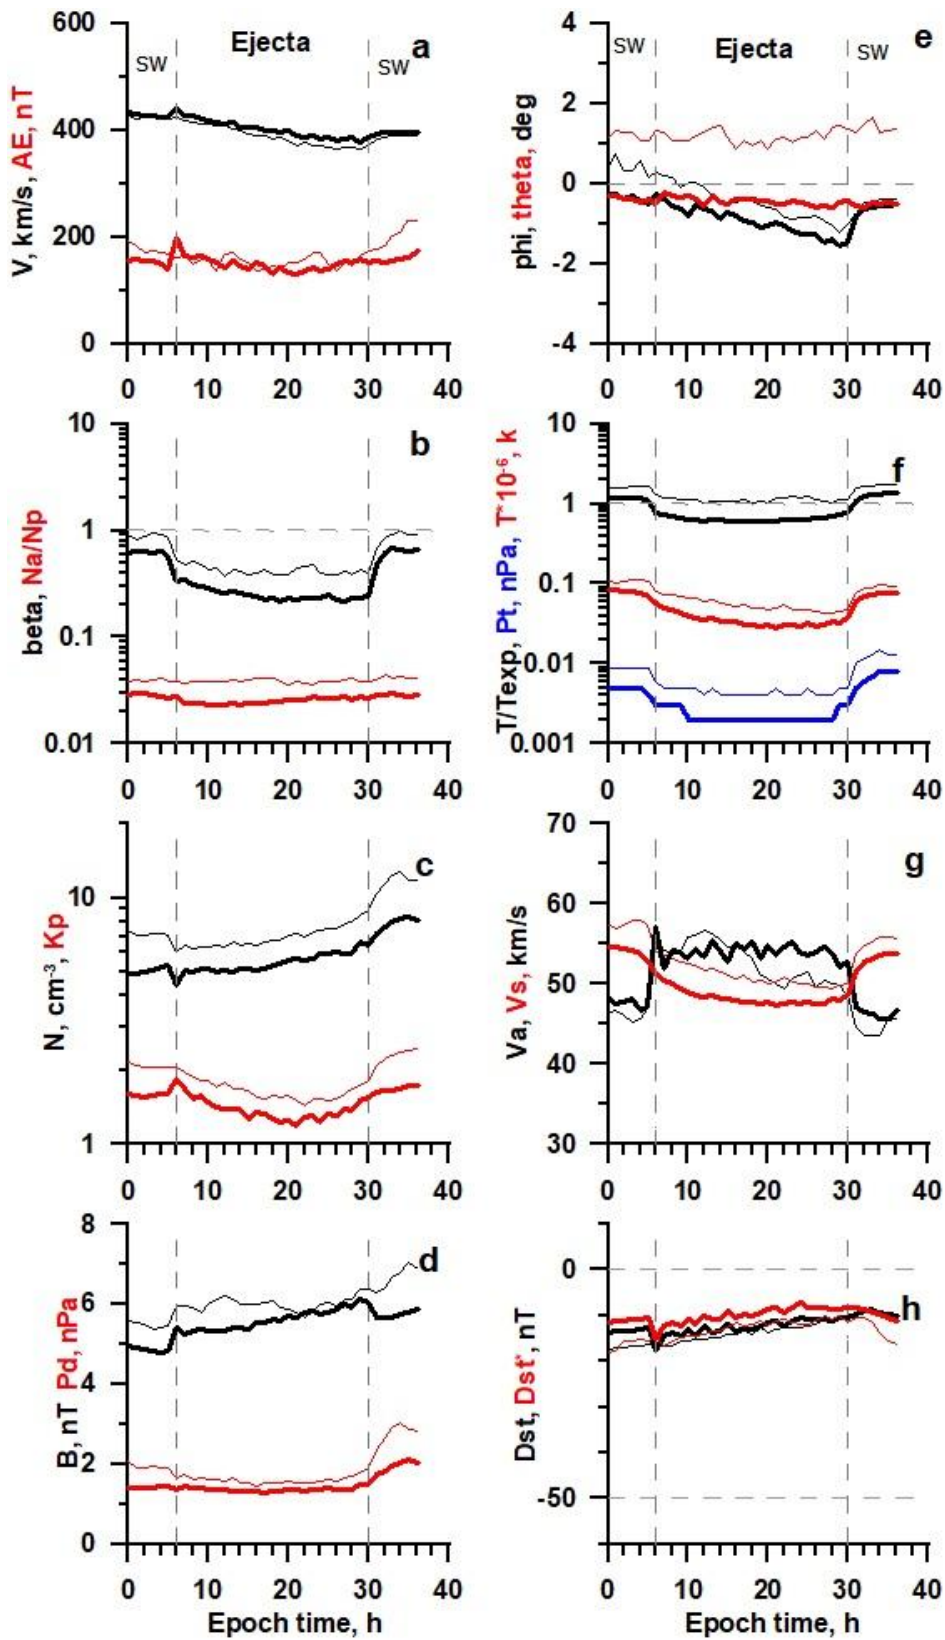 600
400
200
0
V, km/s, AE, nT
SW
Ejecta
SW
a
0 10 20 30 40
4
2
0
-2
-4
phi, theta, deg
SW
Ejecta
SW
e
0 10 20 30 40
10
1
0.1
0.01
beta, Na/Np
b
0 10 20 30 40
10
1
0.1
0.01
0.001
T/Texp, Pt, nPa, T*10⁻⁶, k
f
0 10 20 30 40
10
1
N, cm⁻³, Kp
c
0 10 20 30 40
70
60
50
40
30
Va, Vs, km/s
g
0 10 20 30 40
8
6
4
2
0
B, nT Pd, nPa
d
0 10 20 30 40
Epoch time, h
0
-50
Dst, Dst*, nT
h
0 10 20 30 40
Epoch time, h